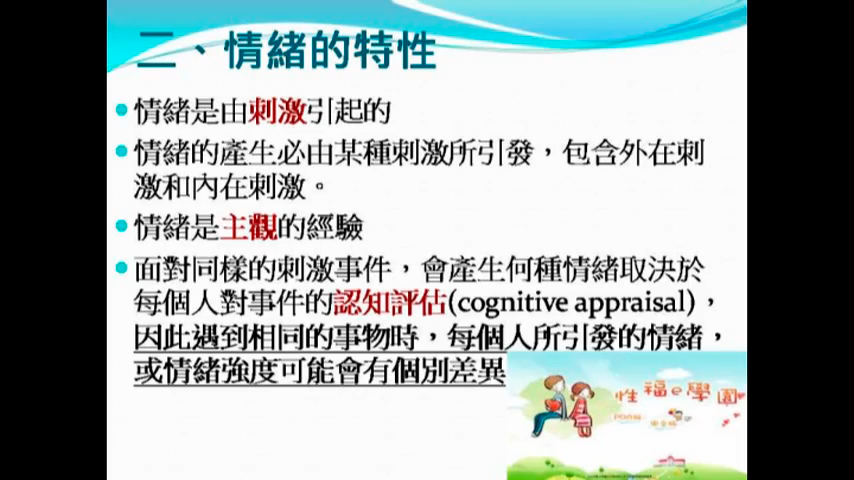 二、情緒的特性
情緒是由刺激引起的
情緒的產生必由某種刺激所引發，包含外在刺
激和內在刺激。
情緒是主觀的經驗
面對同樣的刺激事件，會產生何種情緒取決於
每個人對事件的認知評估(cognitive appraisal)，
因此遇到相同的事物時，每個人所引發的情緒，
或情緒強度可能會有個別差異
性福e學園